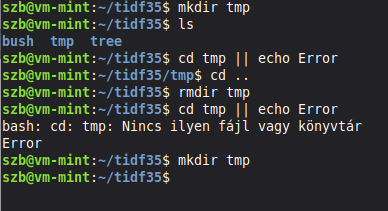 szb@vm-mint:~/tidf35$ mkdir tmp
szb@vm-mint:~/tidf35$ ls
bush  tmp  tree
szb@vm-mint:~/tidf35$ cd tmp || echo Error
szb@vm-mint:~/tidf35/tmp$ cd ..
szb@vm-mint:~/tidf35$ rmdir tmp
szb@vm-mint:~/tidf35$ cd tmp || echo Error
bash: cd: tmp: Nincs ilyen fájl vagy könyvtár
Error
szb@vm-mint:~/tidf35$ mkdir tmp
szb@vm-mint:~/tidf35$